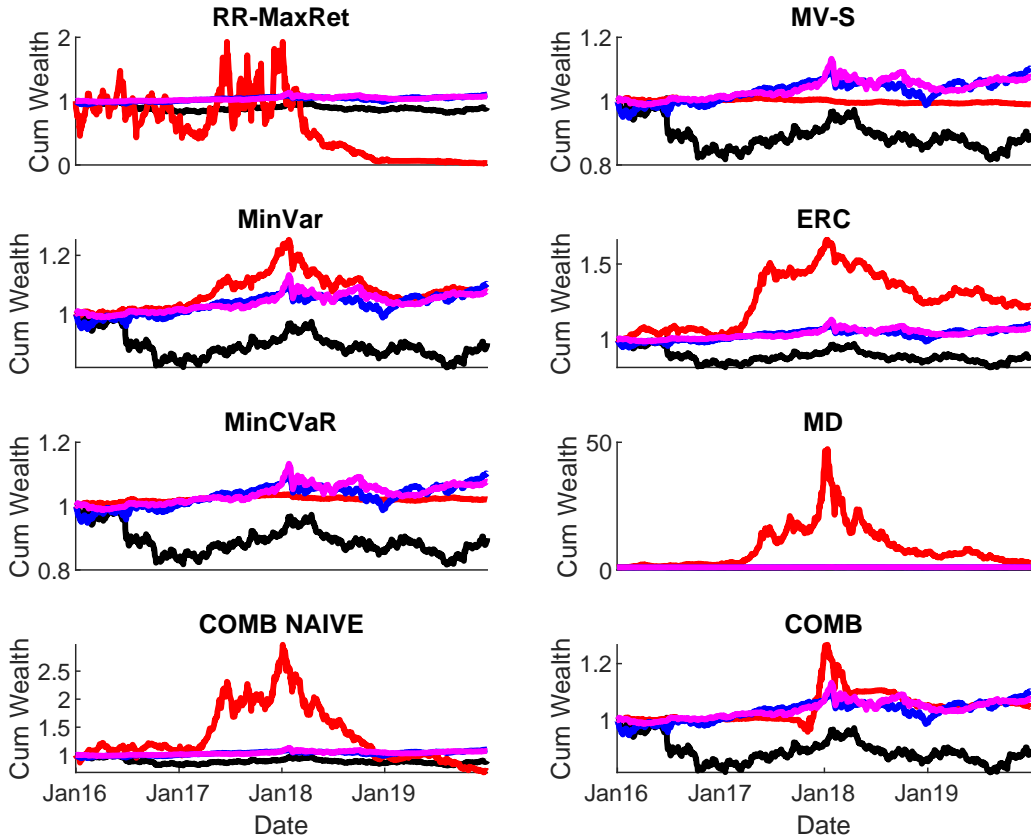 RR-MaxRet
Cum Wealth
2
1
0
MV-S
Cum Wealth
1.2
1
0.8
MinVar
Cum Wealth
1.2
1
ERC
Cum Wealth
1.5
1
MinCVaR
Cum Wealth
1.2
1
0.8
MD
Cum Wealth
50
0
COMB NAIVE
Cum Wealth
2.5
2
1.5
1
Jan16 Jan17 Jan18 Jan19
Date
COMB
Cum Wealth
1.2
1
Jan16 Jan17 Jan18 Jan19
Date